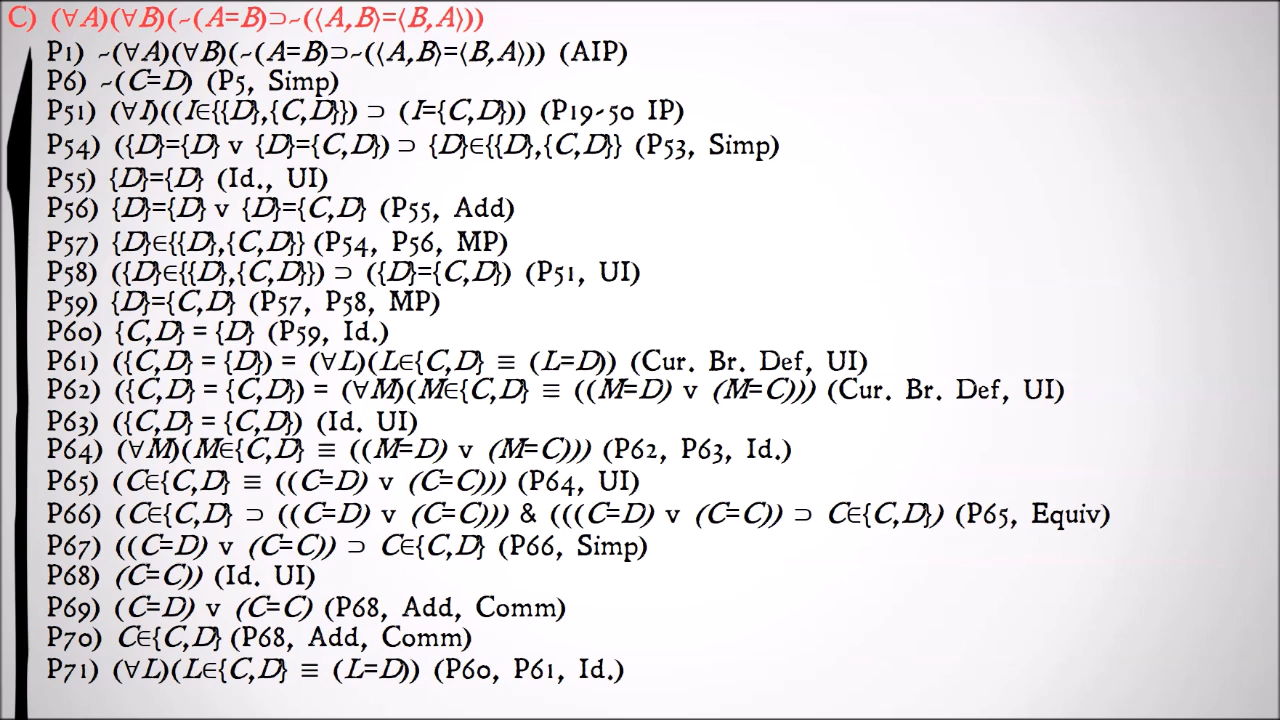 C) (∀A)(∀B)(~(A=B)⊃~(⟨A,B⟩=⟨B,A⟩))
P1) ~(∀A)(∀B)(~(A=B)⊃~(⟨A,B⟩=⟨B,A⟩)) (AIP)
P6) ~(C=D) (P5, Simp)
P51) (∀I)((I∈{{D},{C,D}}) ⊃ (I={C,D})) (P19-50 IP)
P54) ({D}={D} v {D}={C,D}) ⊃ {D}∈{{D},{C,D}} (P53, Simp)
P55) {D}={D} (Id., UI)
P56) {D}={D} v {D}={C,D} (P55, Add)
P57) {D}∈{{D},{C,D}} (P54, P56, MP)
P58) ({D}∈{{D},{C,D}}) ⊃ ({D}={C,D}) (P51, UI)
P59) {D}={C,D} (P57, P58, MP)
P60) {C,D} = {D} (P59, Id.)
P61) ({C,D} = {D}) = (∀L)(L∈{C,D} ≡ (L=D)) (Cur. Br. Def, UI)
P62) ({C,D} = {C,D}) = (∀M)(M∈{C,D} ≡ ((M=D) v (M=C))) (Cur. Br. Def, UI)
P63) ({C,D} = {C,D}) (Id. UI)
P64) (∀M)(M∈{C,D} ≡ ((M=D) v (M=C))) (P62, P63, Id.)
P65) (C∈{C,D} ≡ ((C=D) v (C=C))) (P64, UI)
P66) (C∈{C,D} ⊃ ((C=D) v (C=C))) & (((C=D) v (C=C)) ⊃ C∈{C,D}) (P65, Equiv)
P67) ((C=D) v (C=C)) ⊃ C∈{C,D} (P66, Simp)
P68) (C=C)) (Id. UI)
P69) (C=D) v (C=C) (P68, Add, Comm)
P70) C∈{C,D} (P68, Add, Comm)
P71) (∀L)(L∈{C,D} ≡ (L=D)) (P60, P61, Id.)